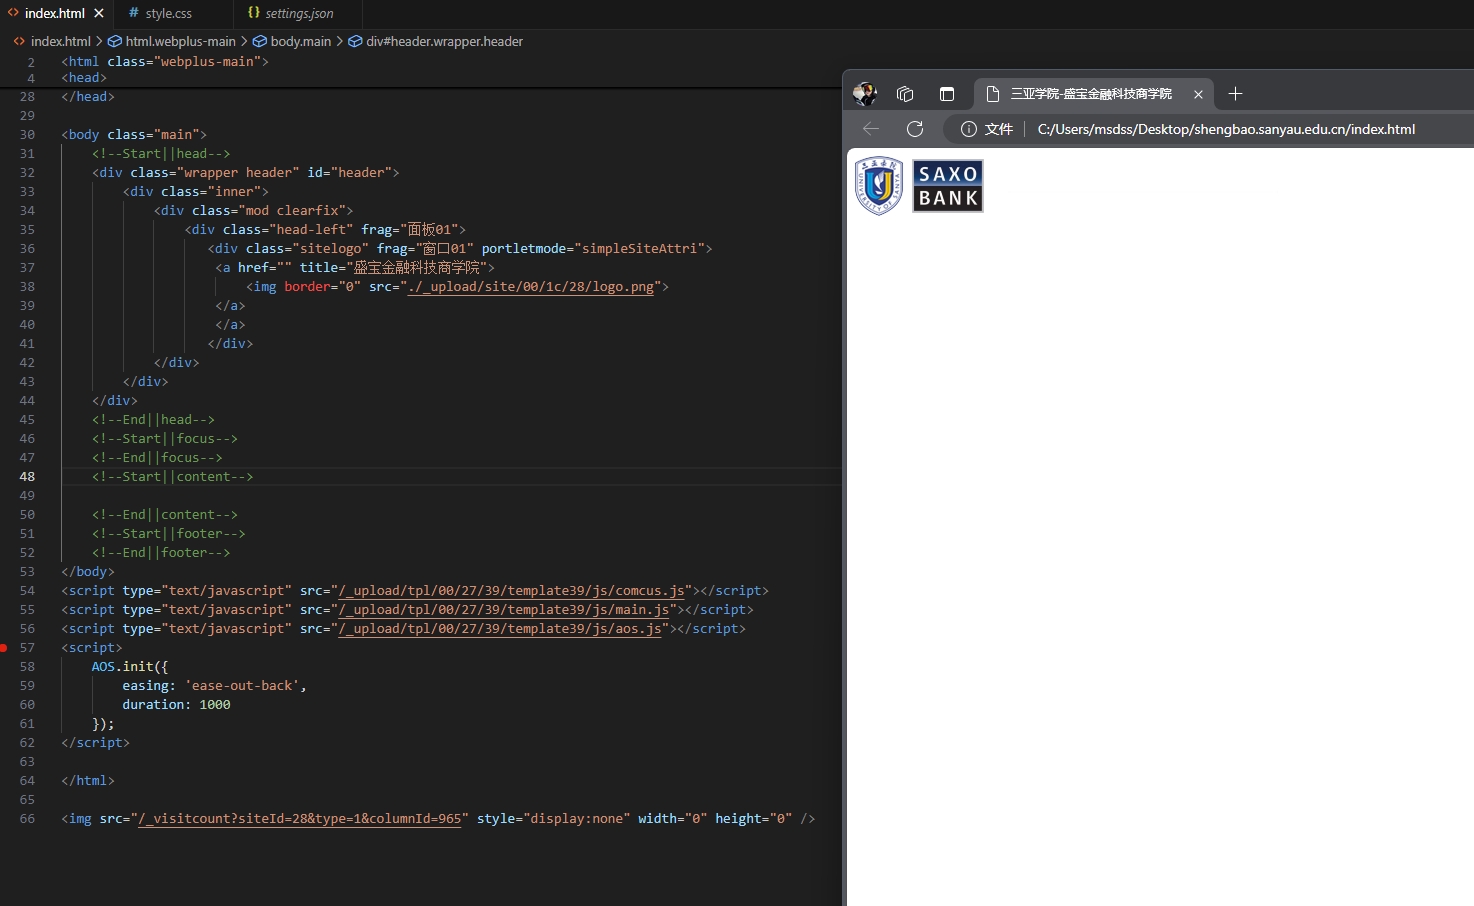 index.html
style.css
settings.json
index.html > html.webplus-main > body.main > div#header.wrapper.header
2 <html class="webplus-main">
4 <head>
28 </head>
29
30 <body class="main">
31 <!--Start||head-->
32 <div class="wrapper header" id="header">
33 <div class="inner">
34 <div class="mod clearfix">
35 <div class="head-left" frag="面板01">
36 <div class="sitelogo" frag="窗口01" portletmode="simpleSiteAttri">
37 <a href="" title="盛宝金融科技商学院">
38 <img border="0" src="./_upload/site/00/1c/28/logo.png">
39 </a>
40 </a>
41 </div>
42 </div>
43 </div>
44 </div>
45 <!--End||head-->
46 <!--Start||focus-->
47 <!--End||focus-->
48 <!--Start||content-->
49
50 <!--End||content-->
51 <!--Start||footer-->
52 <!--End||footer-->
53 </body>
54 <script type="text/javascript" src="/_upload/tpl/00/27/39/template39/js/comcus.js"></script>
55 <script type="text/javascript" src="/_upload/tpl/00/27/39/template39/js/main.js"></script>
56 <script type="text/javascript" src="/_upload/tpl/00/27/39/template39/js/aos.js"></script>
57 <script>
58 AOS.init({
59 easing: 'ease-out-back',
60 duration: 1000
61 });
62 </script>
63
64 </html>
65
66 <img src="/_visitcount?siteId=28&type=1&columnId=965" style="display:none" width="0" height="0" />
三亚学院-盛宝金融科技商学院
文件 | C:/Users/msdss/Desktop/shengbao.sanyau.edu.cn/index.html
UNIVERSITY OF SANYA
SAXO
BANK